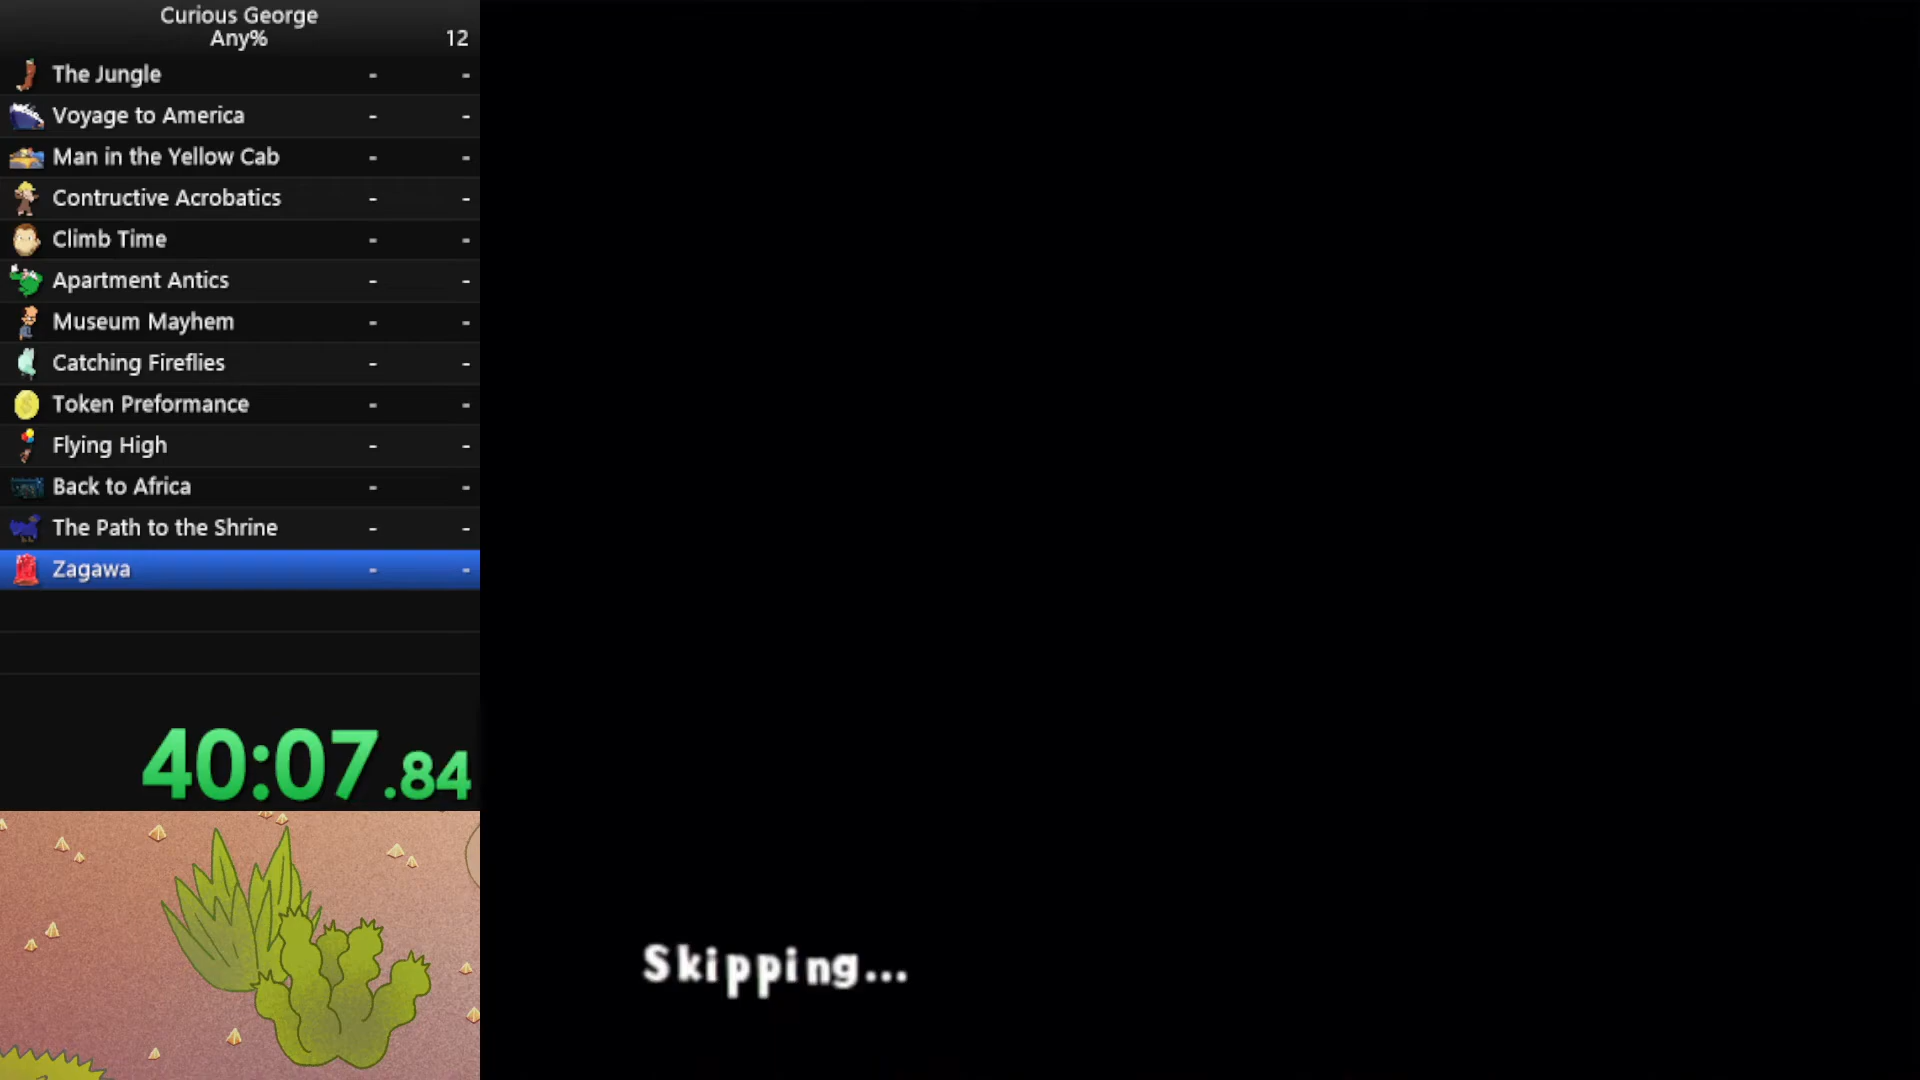 Curious George
Any% 12
The Jungle - -
Voyage to America - -
Man in the Yellow Cab - -
Contructive Acrobatics - -
Climb Time - -
Apartment Antics - -
Museum Mayhem - -
Catching Fireflies - -
Token Preformance - -
Flying High - -
Back to Africa - -
The Path to the Shrine - -
Zagawa - -
40:07.84
Skipping...